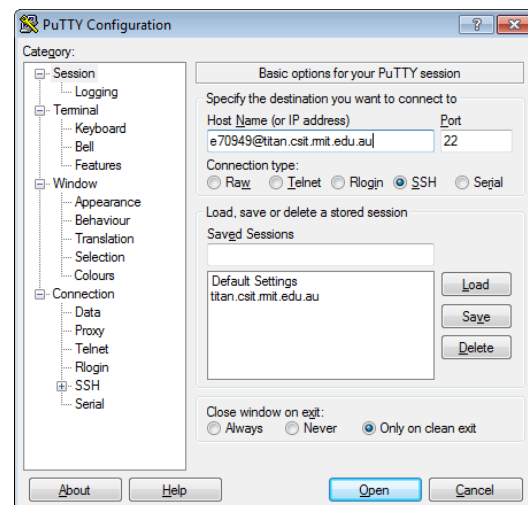 PuTTY Configuration
Category:
Session
Logging
Terminal
Keyboard
Bell
Features
Window
Appearance
Behaviour
Translation
Selection
Colours
Connection
Data
Proxy
Telnet
Rlogin
SSH
Serial
Basic options for your PuTTY session
Specify the destination you want to connect to
Host Name (or IP address) Port
e70949@titan.csit.rmit.edu.au 22
Connection type:
Raw Telnet Rlogin SSH Serial
Load, save or delete a stored session
Saved Sessions
Default Settings
titan.csit.rmit.edu.au
Load
Save
Delete
Close window on exit:
Always Never Only on clean exit
About Help Open Cancel